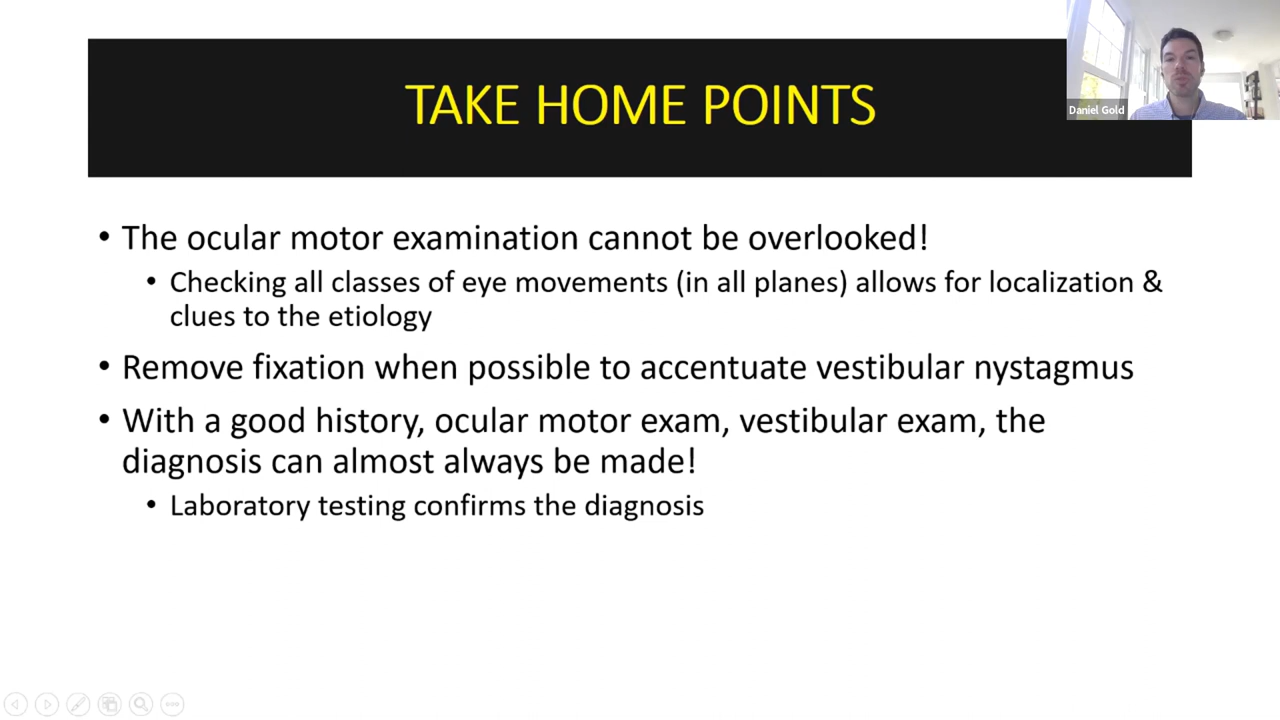 TAKE HOME POINTS
Daniel Gold
• The ocular motor examination cannot be overlooked!
• Checking all classes of eye movements (in all planes) allows for localization &
clues to the etiology
• Remove fixation when possible to accentuate vestibular nystagmus
• With a good history, ocular motor exam, vestibular exam, the
diagnosis can almost always be made!
• Laboratory testing confirms the diagnosis